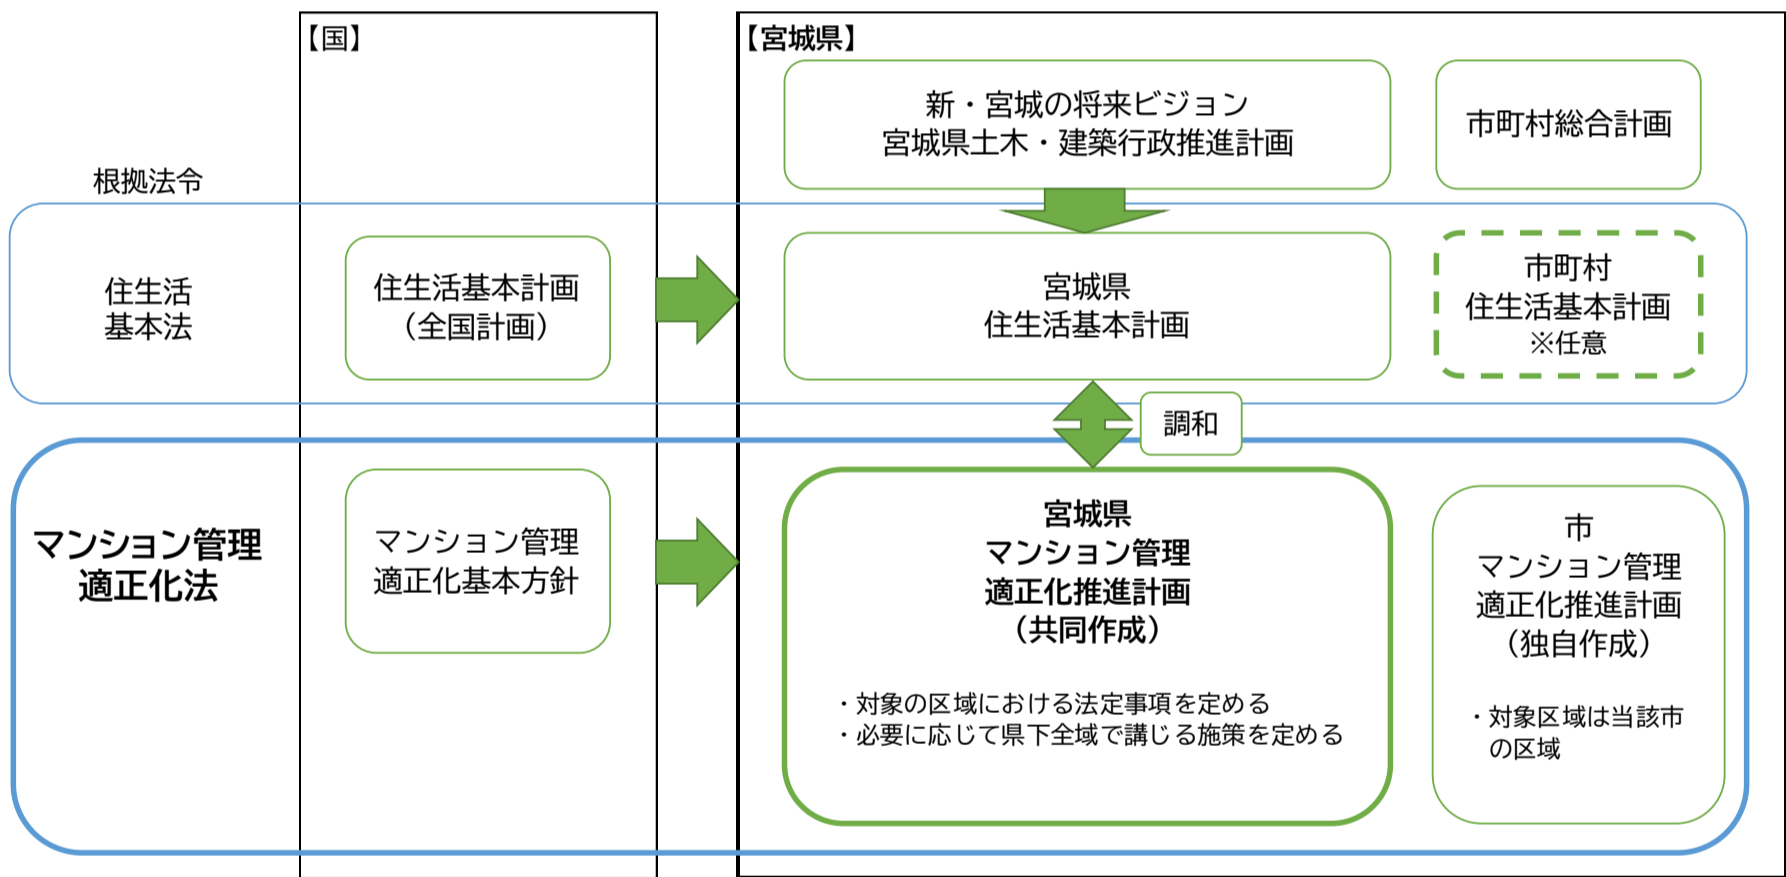 【国】
【宮城県】
新・宮城の将来ビジョン
宮城県土木・建築行政推進計画
市町村総合計画
根拠法令
住生活
基本法
住生活基本計画
（全国計画）
宮城県
住生活基本計画
市町村
住生活基本計画
※任意
調和
マンション管理
適正化法
マンション管理
適正化基本方針
宮城県
マンション管理
適正化推進計画
（共同作成）
・対象の区域における法定事項を定める
・必要に応じて県下全域で講じる施策を定める
市
マンション管理
適正化推進計画
（独自作成）
・対象区域は当該市
の区域